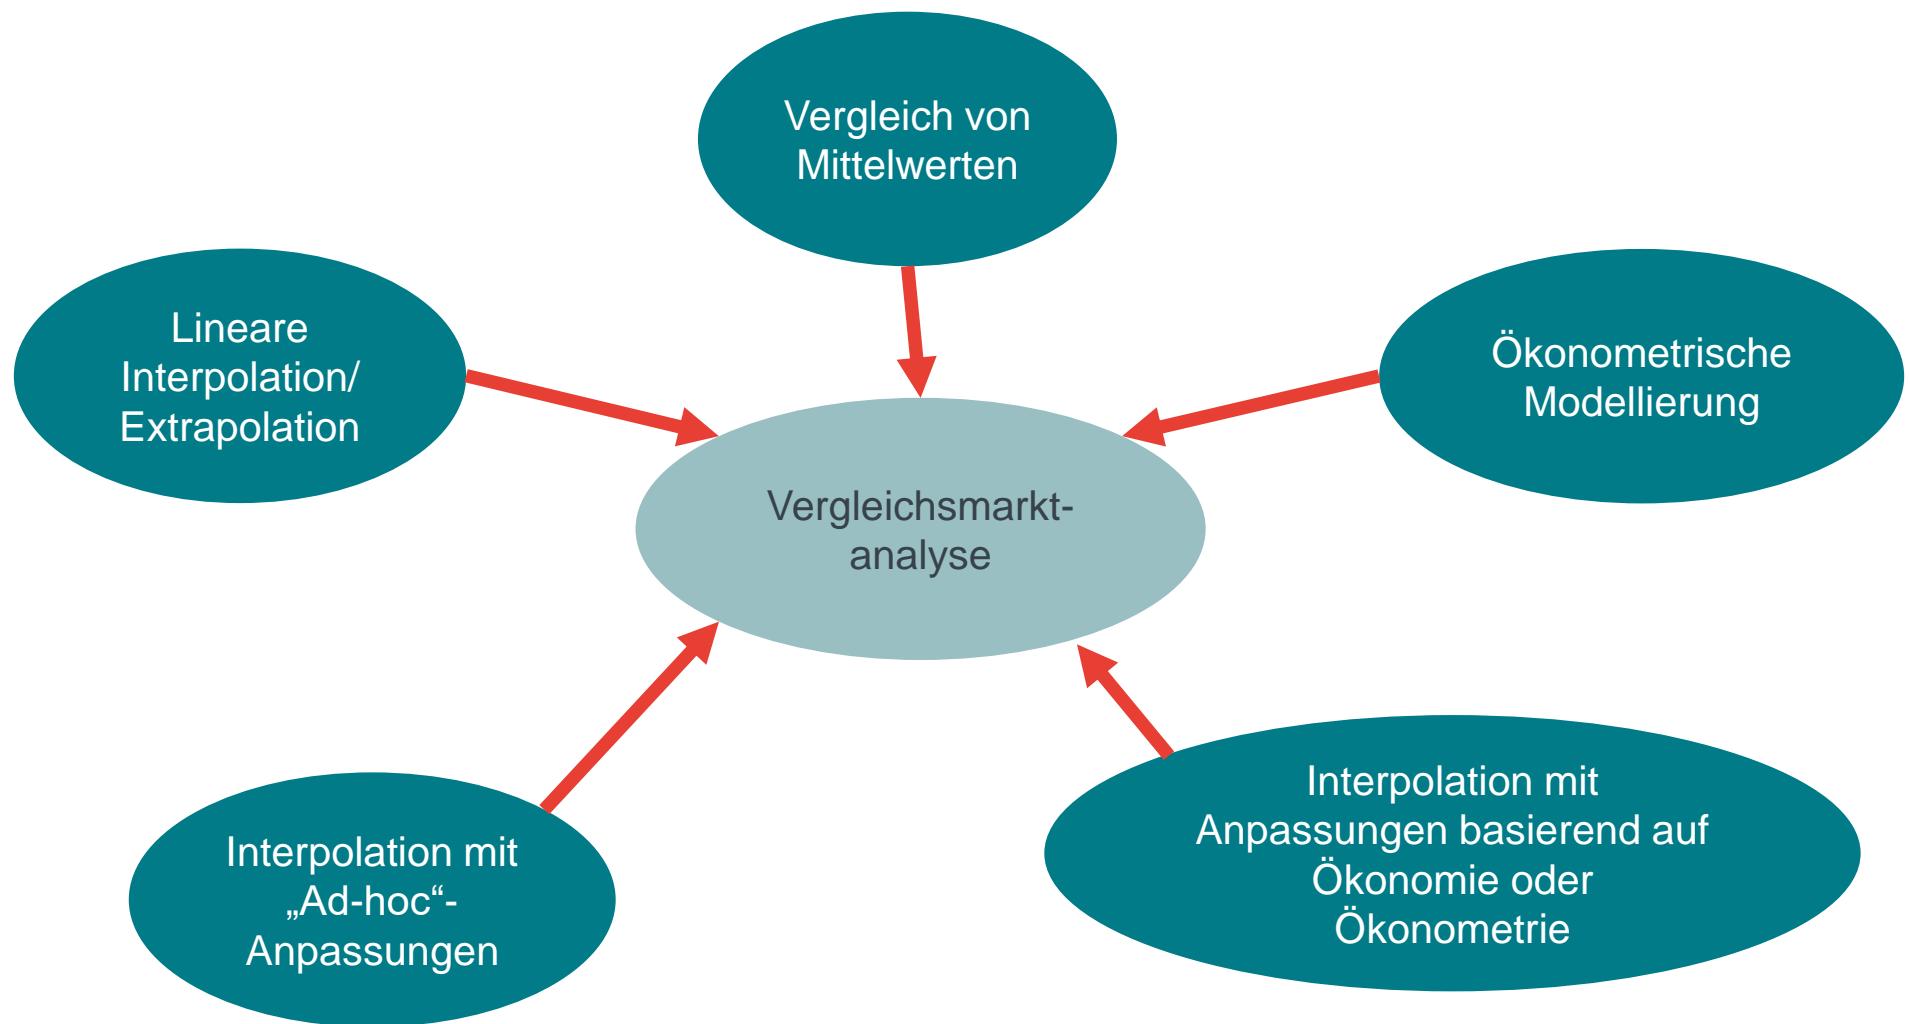 Vergleich von
Mittelwerten
Lineare
Interpolation/
Extrapolation
Ökonometrische
Modellierung
Vergleichsmarkt-
analyse
Interpolation mit
„Ad-hoc“-
Anpassungen
Interpolation mit
Anpassungen basierend auf
Ökonomie oder
Ökonometrie